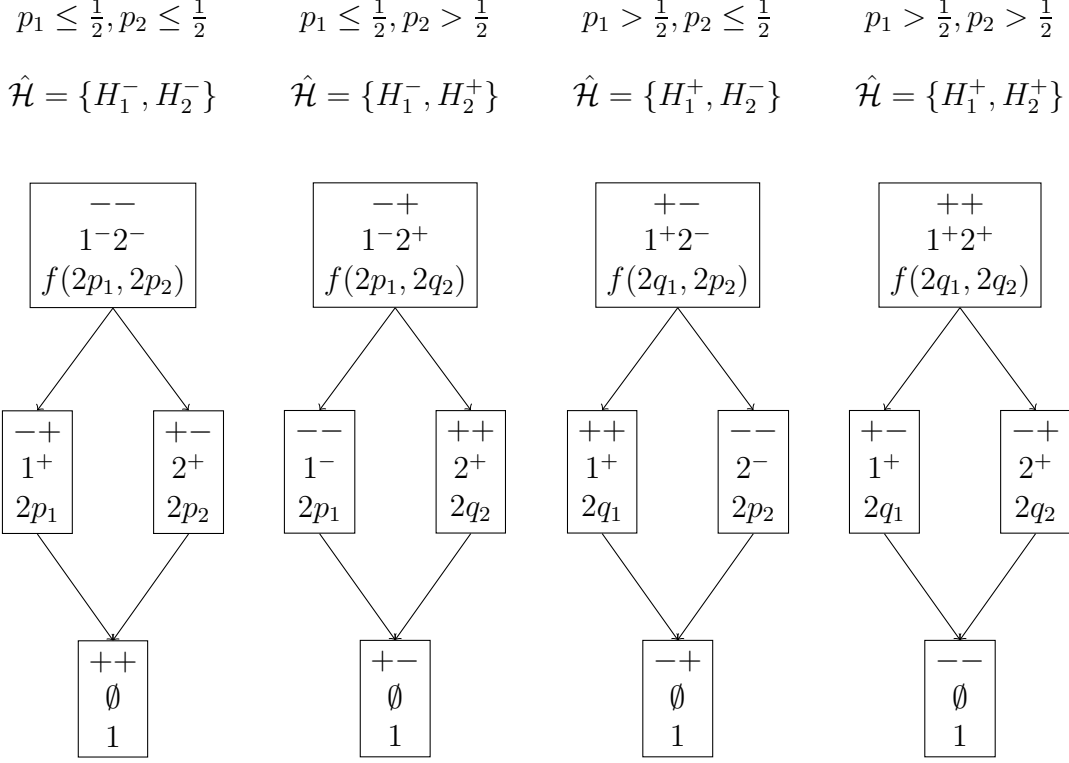 p₁ ≤ ½, p₂ ≤ ½
p₁ ≤ ½, p₂ > ½
p₁ > ½, p₂ ≤ ½
p₁ > ½, p₂ > ½
Ĥ = {H₁⁻, H₂⁻}
Ĥ = {H₁⁻, H₂⁺}
Ĥ = {H₁⁺, H₂⁻}
Ĥ = {H₁⁺, H₂⁺}
−−
1⁻2⁻
f(2p₁, 2p₂)
−+
1⁻2⁺
f(2p₁, 2q₂)
+−
1⁺2⁻
f(2q₁, 2p₂)
++
1⁺2⁺
f(2q₁, 2q₂)
−+
1⁺
2p₁
+−
2⁺
2p₂
−−
1⁻
2p₁
++
2⁺
2q₂
++
1⁺
2q₁
−−
2⁻
2p₂
+−
1⁺
2q₁
−+
2⁺
2q₂
++
∅
1
+−
∅
1
−+
∅
1
−−
∅
1